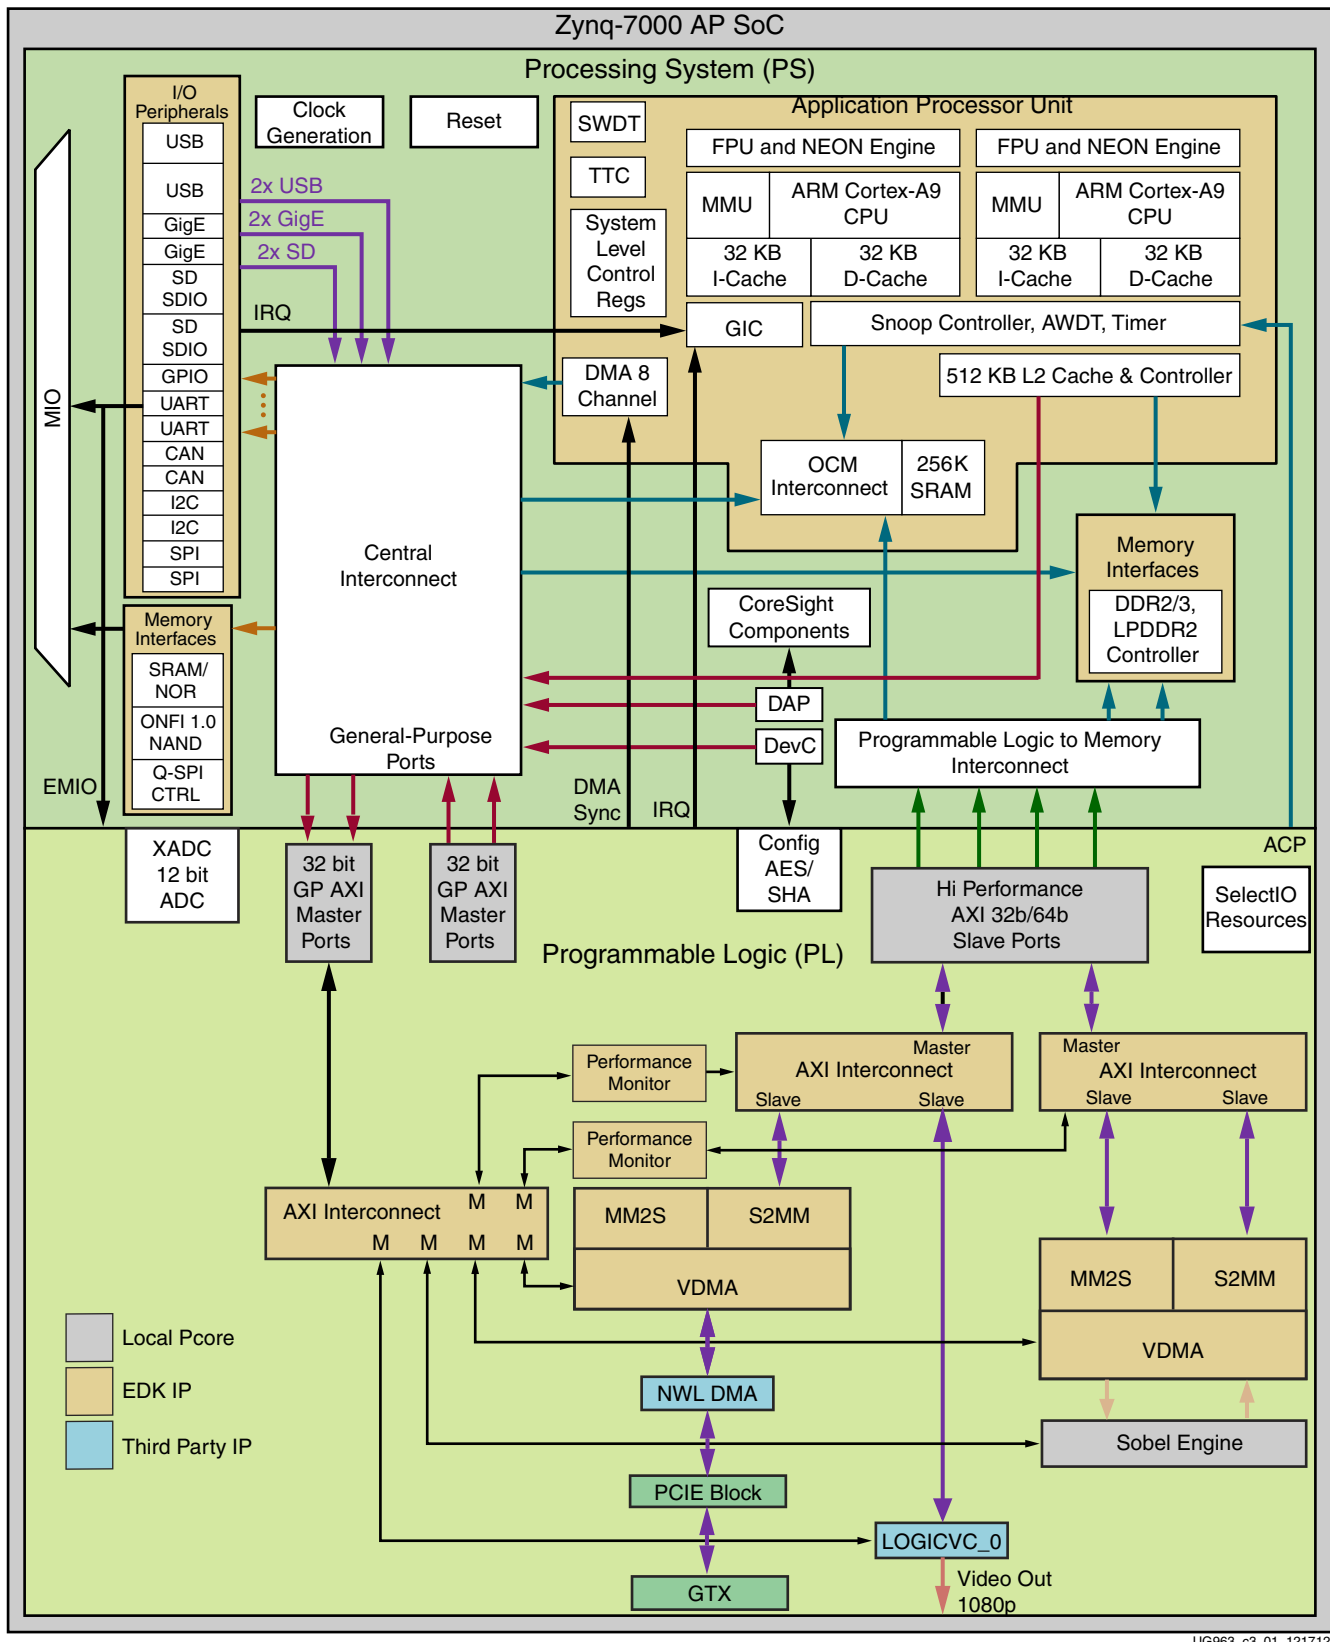 Zynq-7000 AP SoC
Processing System (PS)
I/O
Peripherals
USB
USB
GigE
GigE
SD
SDIO
SD
SDIO
GPIO
UART
UART
CAN
CAN
I2C
I2C
SPI
SPI
MIO
Clock
Generation
Reset
2x USB
2x GigE
2x SD
IRQ
Application Processor Unit
SWDT
TTC
System
Level
Control
Regs
FPU and NEON Engine
MMU
ARM Cortex-A9
CPU
32 KB
I-Cache
32 KB
D-Cache
FPU and NEON Engine
MMU
ARM Cortex-A9
CPU
32 KB
I-Cache
32 KB
D-Cache
GIC
Snoop Controller, AWDT, Timer
DMA 8
Channel
512 KB L2 Cache & Controller
OCM
Interconnect
256K
SRAM
Central
Interconnect
General-Purpose
Ports
Memory
Interfaces
DDR2/3,
LPDDR2
Controller
CoreSight
Components
DAP
DevC
Programmable Logic to Memory
Interconnect
Memory
Interfaces
SRAM/
NOR
ONFI 1.0
NAND
Q-SPI
CTRL
EMIO
DMA
Sync
IRQ
ACP
XADC
12 bit
ADC
32 bit
GP AXI
Master
Ports
32 bit
GP AXI
Master
Ports
Config
AES/
SHA
Hi Performance
AXI 32b/64b
Slave Ports
SelectIO
Resources
Programmable Logic (PL)
Performance
Monitor
Master
AXI Interconnect
Slave
Slave
Master
AXI Interconnect
Slave
Slave
Performance
Monitor
AXI Interconnect
M
M
M
M
M
M
MM2S
S2MM
VDMA
MM2S
S2MM
VDMA
Local Pcore
EDK IP
Third Party IP
NWL DMA
Sobel Engine
PCIE Block
LOGICVC_0
GTX
Video Out
1080p
UG963_c3_01_121712